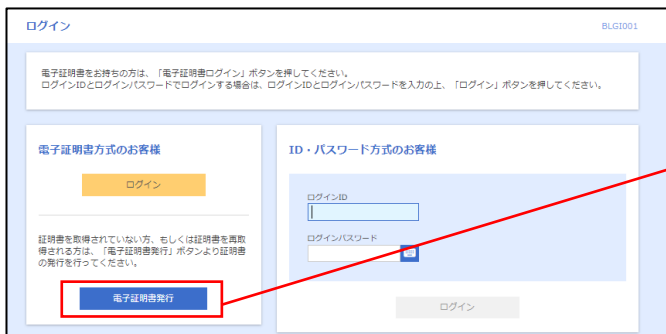 ログイン
BLGI001
電子証明書をお持ちの方は、「電子証明書ログイン」ボタンを押してください。
ログインIDとログインパスワードでログインする場合は、ログインIDとログインパスワードを入力の上、「ログイン」ボタンを押してください。
電子証明書方式のお客様
ログイン
証明書を取得されていない方、もしくは証明書を再取
得される方は、「電子証明書発行」ボタンより証明書
の発行を行ってください。
電子証明書発行
ID・パスワード方式のお客様
ログインID
ログインパスワード
ログイン